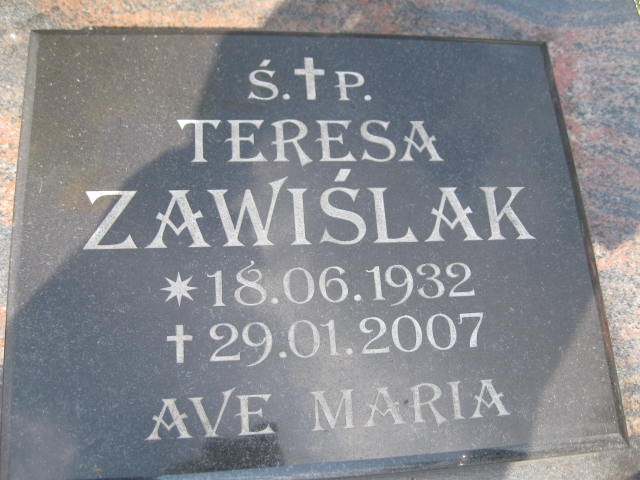 Ś.✝P.
TERESA
ZAWIŚLAK
✷18.06.1932
✝29.01.2007
AVE MARIA